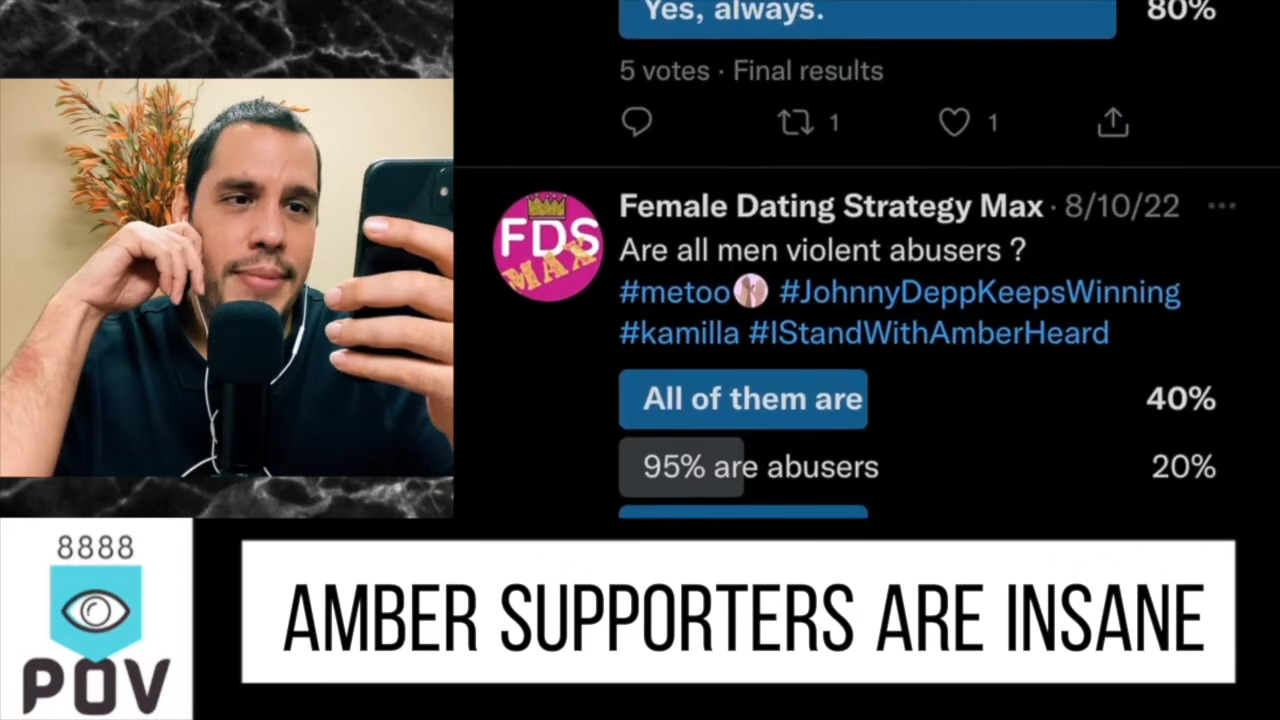 Yes, always.
80%
5 votes · Final results
1
1
Female Dating Strategy Max · 8/10/22 ...
FDS
MAX
Are all men violent abusers ?
#metoo #JohnnyDeppKeepsWinning
#kamilla #IStandWithAmberHeard
All of them are
40%
95% are abusers
20%
8888
POV
AMBER SUPPORTERS ARE INSANE